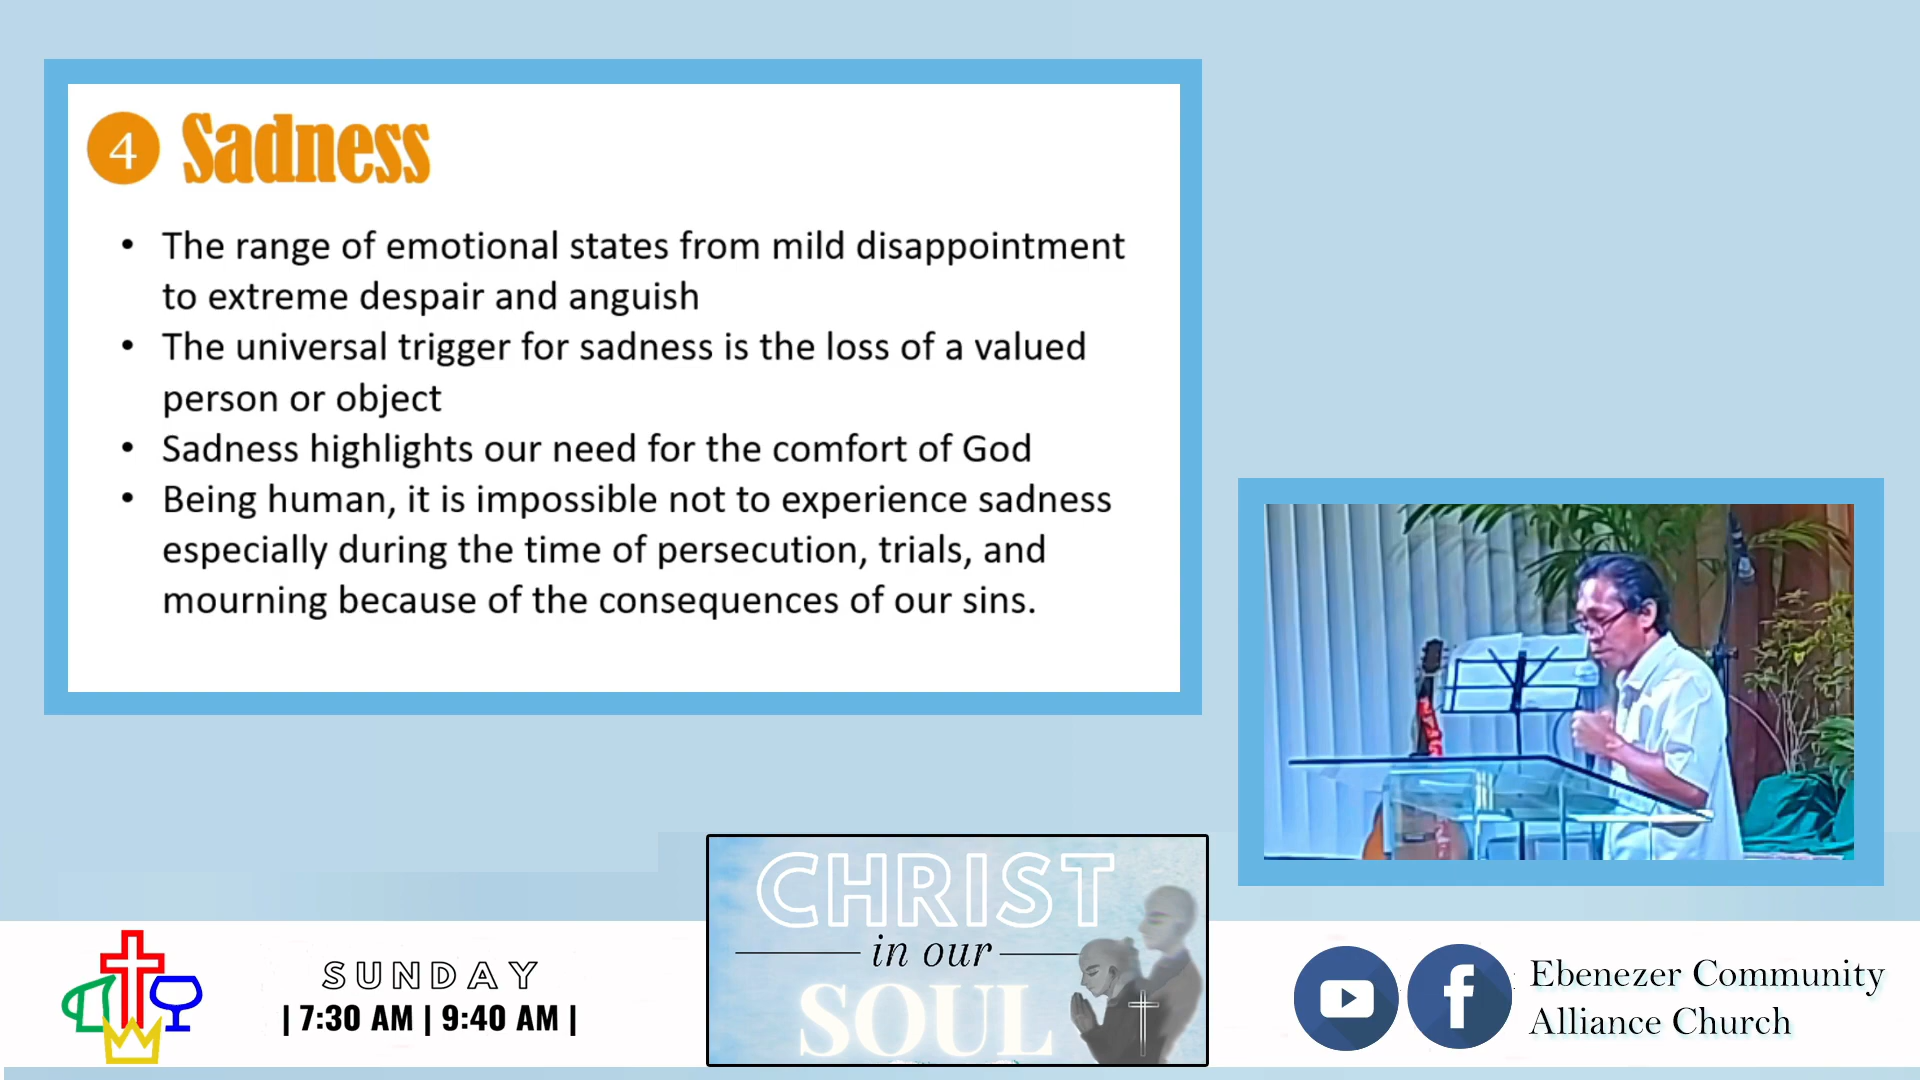 4 Sadness
• The range of emotional states from mild disappointment
to extreme despair and anguish
• The universal trigger for sadness is the loss of a valued
person or object
• Sadness highlights our need for the comfort of God
• Being human, it is impossible not to experience sadness
especially during the time of persecution, trials, and
mourning because of the consequences of our sins.
SUNDAY
| 7:30 AM | 9:40 AM |
CHRIST
in our
SOUL
Ebenezer Community
Alliance Church